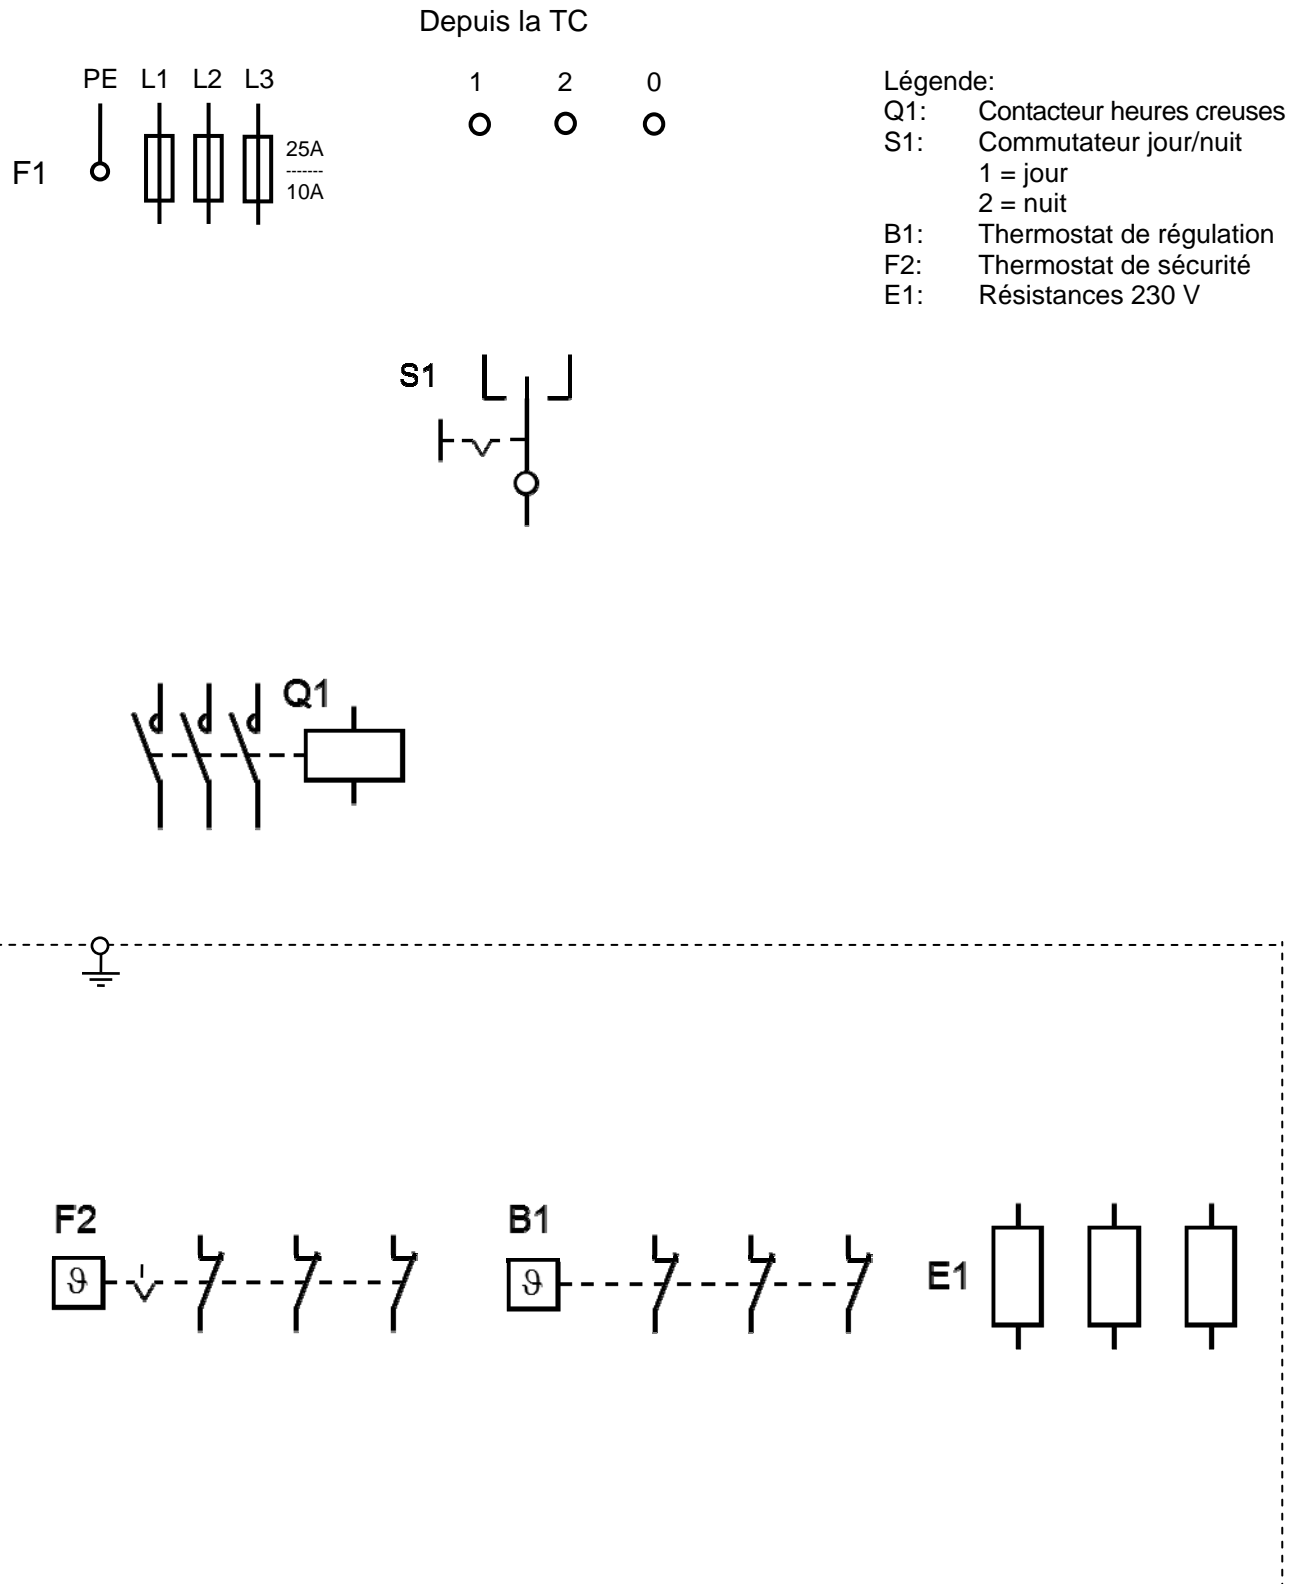 Depuis la TC
PE L1 L2 L3
1 2 0
F1
25A
-------
10A
Légende:
Q1: Contacteur heures creuses
S1: Commutateur jour/nuit
1 = jour
2 = nuit
B1: Thermostat de régulation
F2: Thermostat de sécurité
E1: Résistances 230 V
S1
Q1
F2
B1
E1
ϑ
ϑ